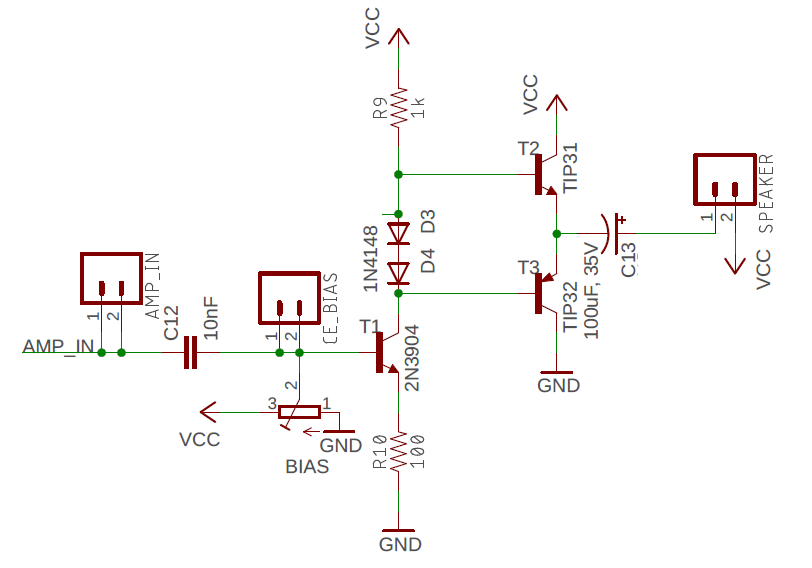 VCC
R9
1k
VCC
T2
TIP31
SPEAKER
1
2
VCC
D3
D4
1N4148
C13
100uF, 35V
T3
TIP32
GND
AMP_IN
1
2
AMP_IN
C12
10nF
CE_BIAS
1
2
T1
2N3904
2
3
1
VCC
GND
BIAS
R10
100
GND